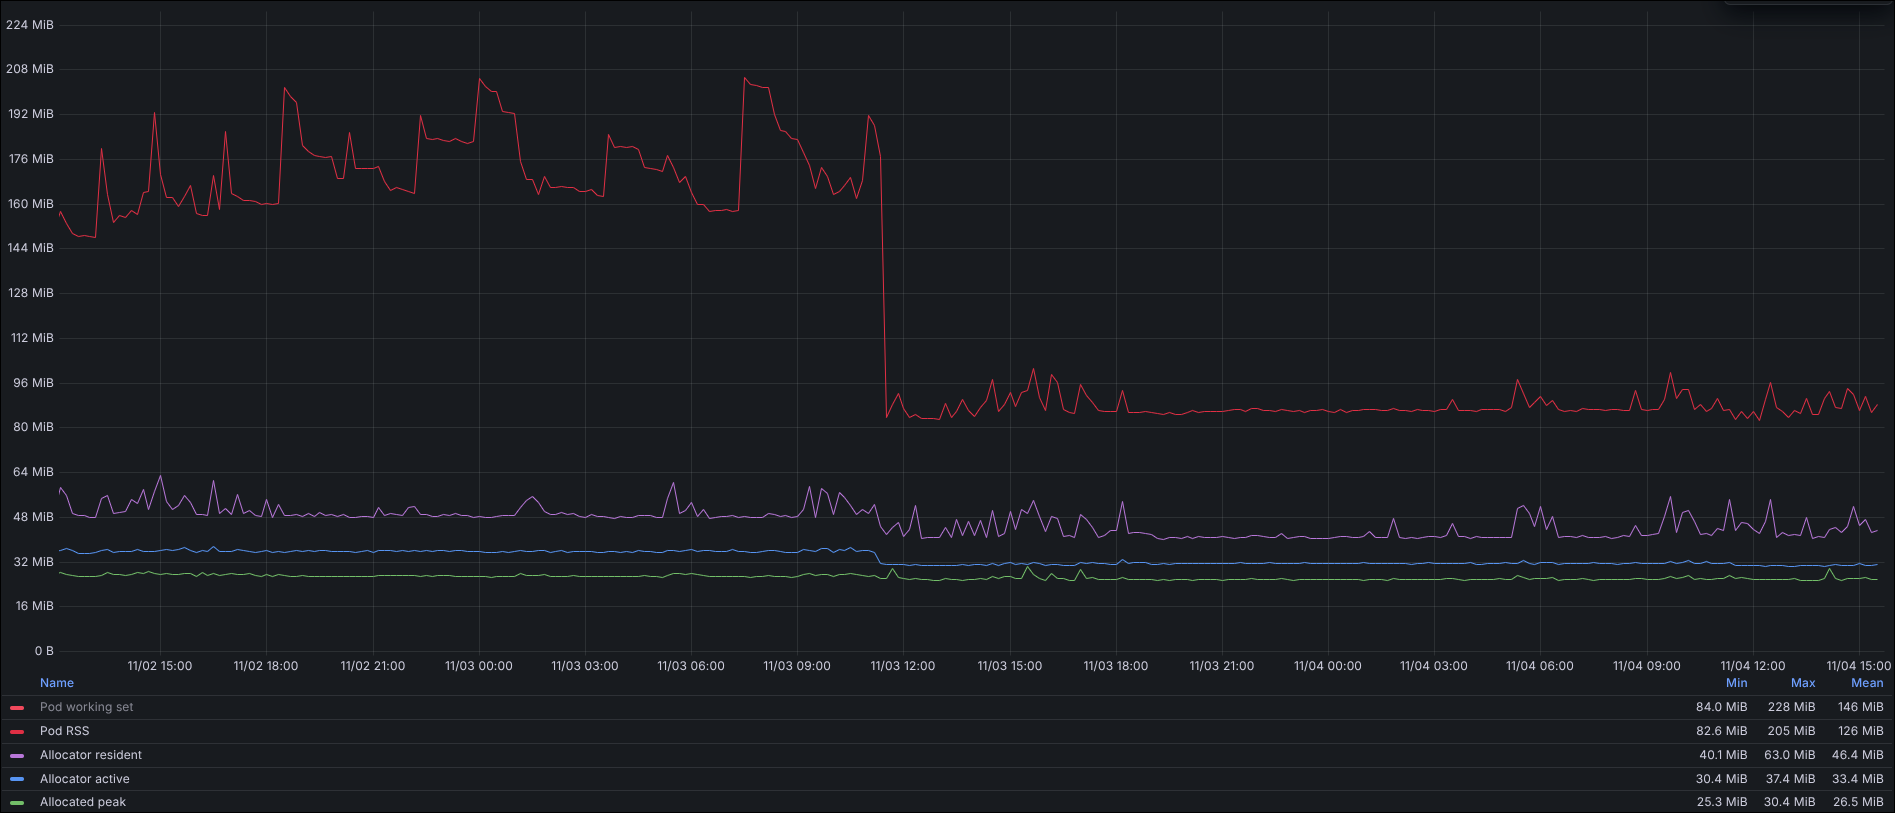 224 MiB
208 MiB
192 MiB
176 MiB
160 MiB
144 MiB
128 MiB
112 MiB
96 MiB
80 MiB
64 MiB
48 MiB
32 MiB
16 MiB
0 B
11/02 15:00 11/02 18:00 11/02 21:00 11/03 00:00 11/03 03:00 11/03 06:00 11/03 09:00 11/03 12:00 11/03 15:00 11/03 18:00 11/03 21:00 11/04 00:00 11/04 03:00 11/04 06:00 11/04 09:00 11/04 12:00 11/04 15:00
Name Min Max Mean
Pod working set 84.0 MiB 228 MiB 146 MiB
Pod RSS 82.6 MiB 205 MiB 126 MiB
Allocator resident 40.1 MiB 63.0 MiB 46.4 MiB
Allocator active 30.4 MiB 37.4 MiB 33.4 MiB
Allocated peak 25.3 MiB 30.4 MiB 26.5 MiB